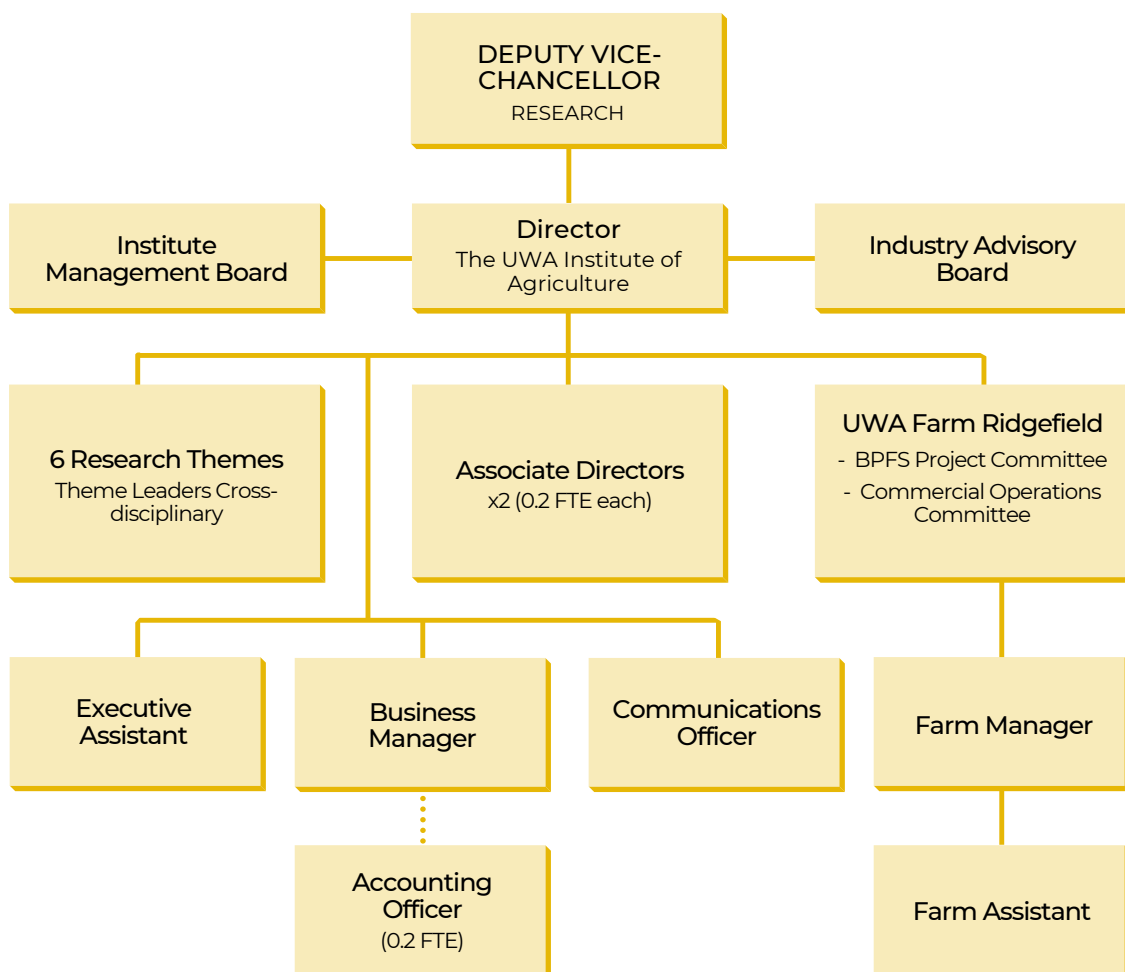 DEPUTY VICE-
CHANCELLOR
RESEARCH
Institute
Management Board
Director
The UWA Institute of
Agriculture
Industry Advisory
Board
6 Research Themes
Theme Leaders Cross-
disciplinary
Associate Directors
x2 (0.2 FTE each)
UWA Farm Ridgefield
- BPFS Project Committee
- Commercial Operations
Committee
Executive
Assistant
Business
Manager
Communications
Officer
Farm Manager
Accounting
Officer
(0.2 FTE)
Farm Assistant